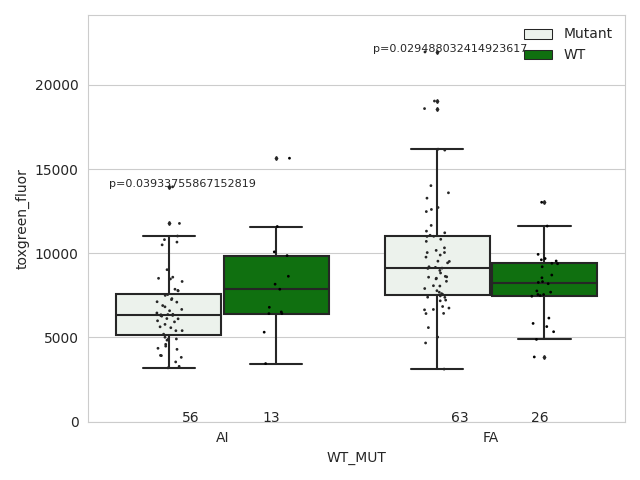 p=0.029488032414923617
Mutant
WT
p=0.03933755867152819
toxgreen_fluor
20000
15000
10000
5000
0
56
13
63
26
AI
FA
WT_MUT